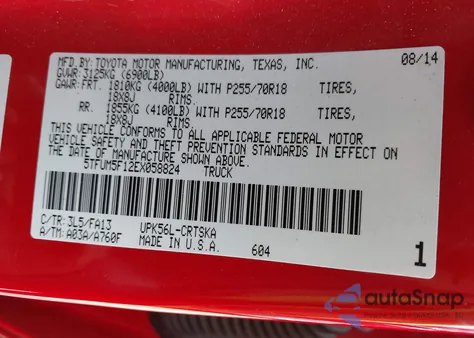 MFD.BY:TOYOTA MOTOR MANUFACTURING, TEXAS, INC. 08/14
GVWR: 3125KG (6900LB)
GAWR: FRT. 1810KG (4000LB) WITH P255/70R18 TIRES,
18X8J RIMS.
RR. 1855KG (4100LB) WITH P255/70R18 TIRES,
18X8J RIMS.
THIS VEHICLE CONFORMS TO ALL APPLICABLE FEDERAL MOTOR
VEHICLE SAFETY AND THEFT PREVENTION STANDARDS IN EFFECT ON
THE DATE OF MANUFACTURE SHOWN ABOVE.
5TFUM5F12EX058824 TRUCK
C/TR:3L5/FA13 UPK56L-CRTSKA
A/TM:A03A/A760F MADE IN U.S.A. 604 1
autoSnap